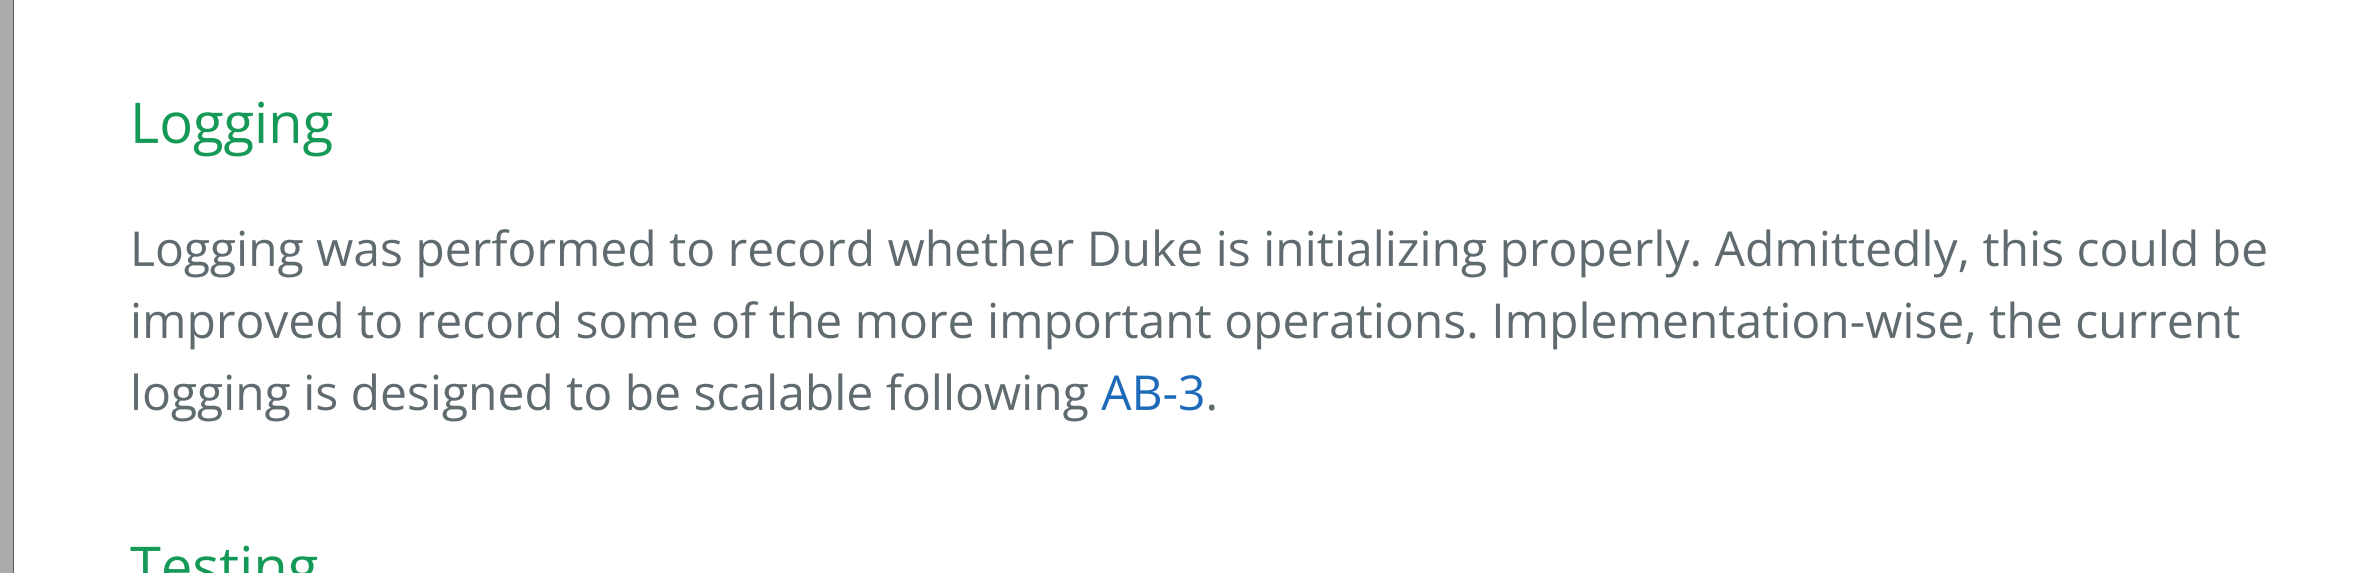 Logging
Logging was performed to record whether Duke is initializing properly. Admittedly, this could be
improved to record some of the more important operations. Implementation-wise, the current
logging is designed to be scalable following AB-3.
Testing